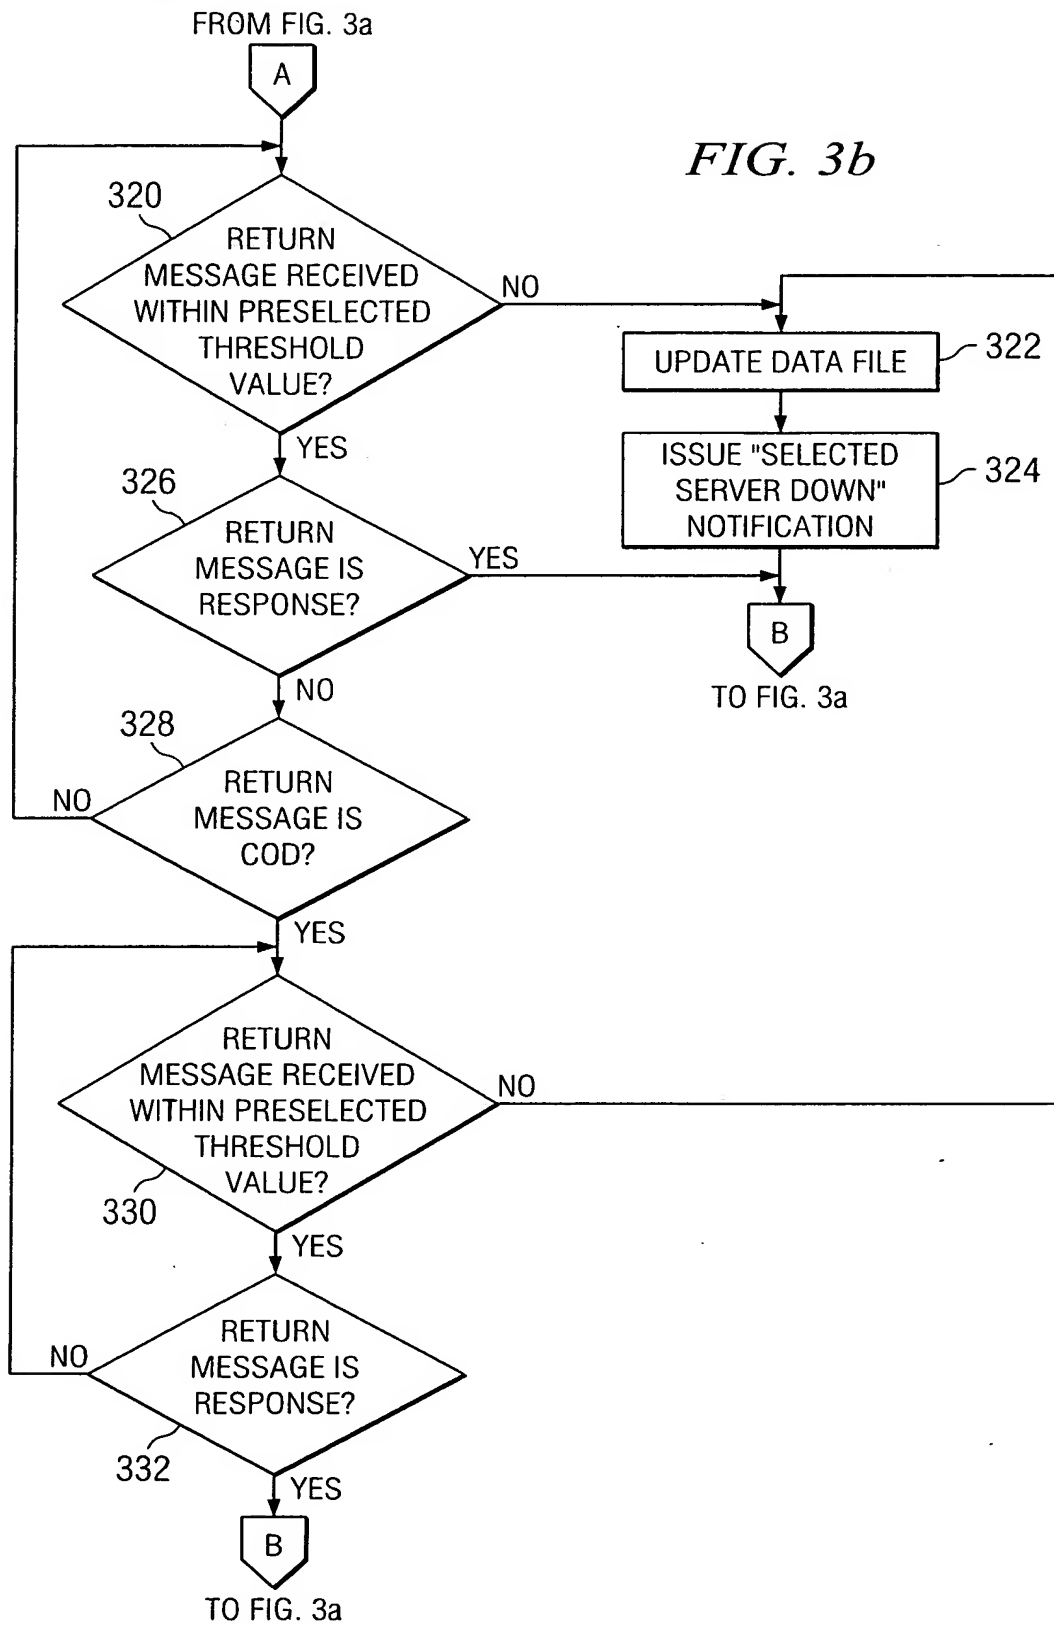 FROM FIG. 3a
A
FIG. 3b
320
RETURN
MESSAGE RECEIVED
WITHIN PRESELECTED
THRESHOLD
VALUE?
NO
YES
UPDATE DATA FILE
322
ISSUE "SELECTED
SERVER DOWN"
NOTIFICATION
324
326
RETURN
MESSAGE IS
RESPONSE?
YES
NO
B
TO FIG. 3a
328
RETURN
MESSAGE IS
COD?
NO
YES
RETURN
MESSAGE RECEIVED
WITHIN PRESELECTED
THRESHOLD
VALUE?
NO
330
YES
RETURN
MESSAGE IS
RESPONSE?
NO
332
YES
B
TO FIG. 3a